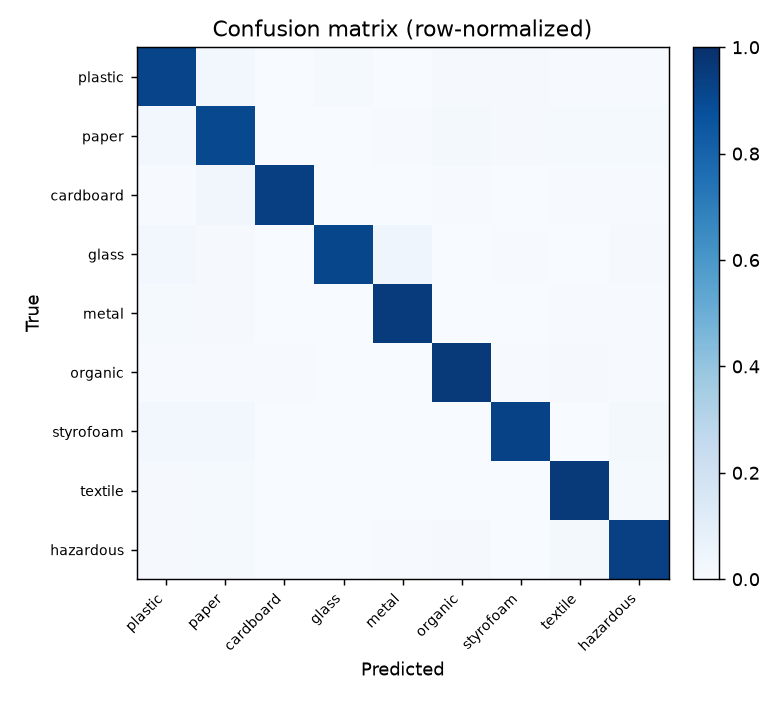 Confusion matrix (row-normalized)
True
plastic
paper
cardboard
glass
metal
organic
styrofoam
textile
hazardous
plastic
paper
cardboard
glass
metal
organic
styrofoam
textile
hazardous
Predicted
1.0
0.8
0.6
0.4
0.2
0.0